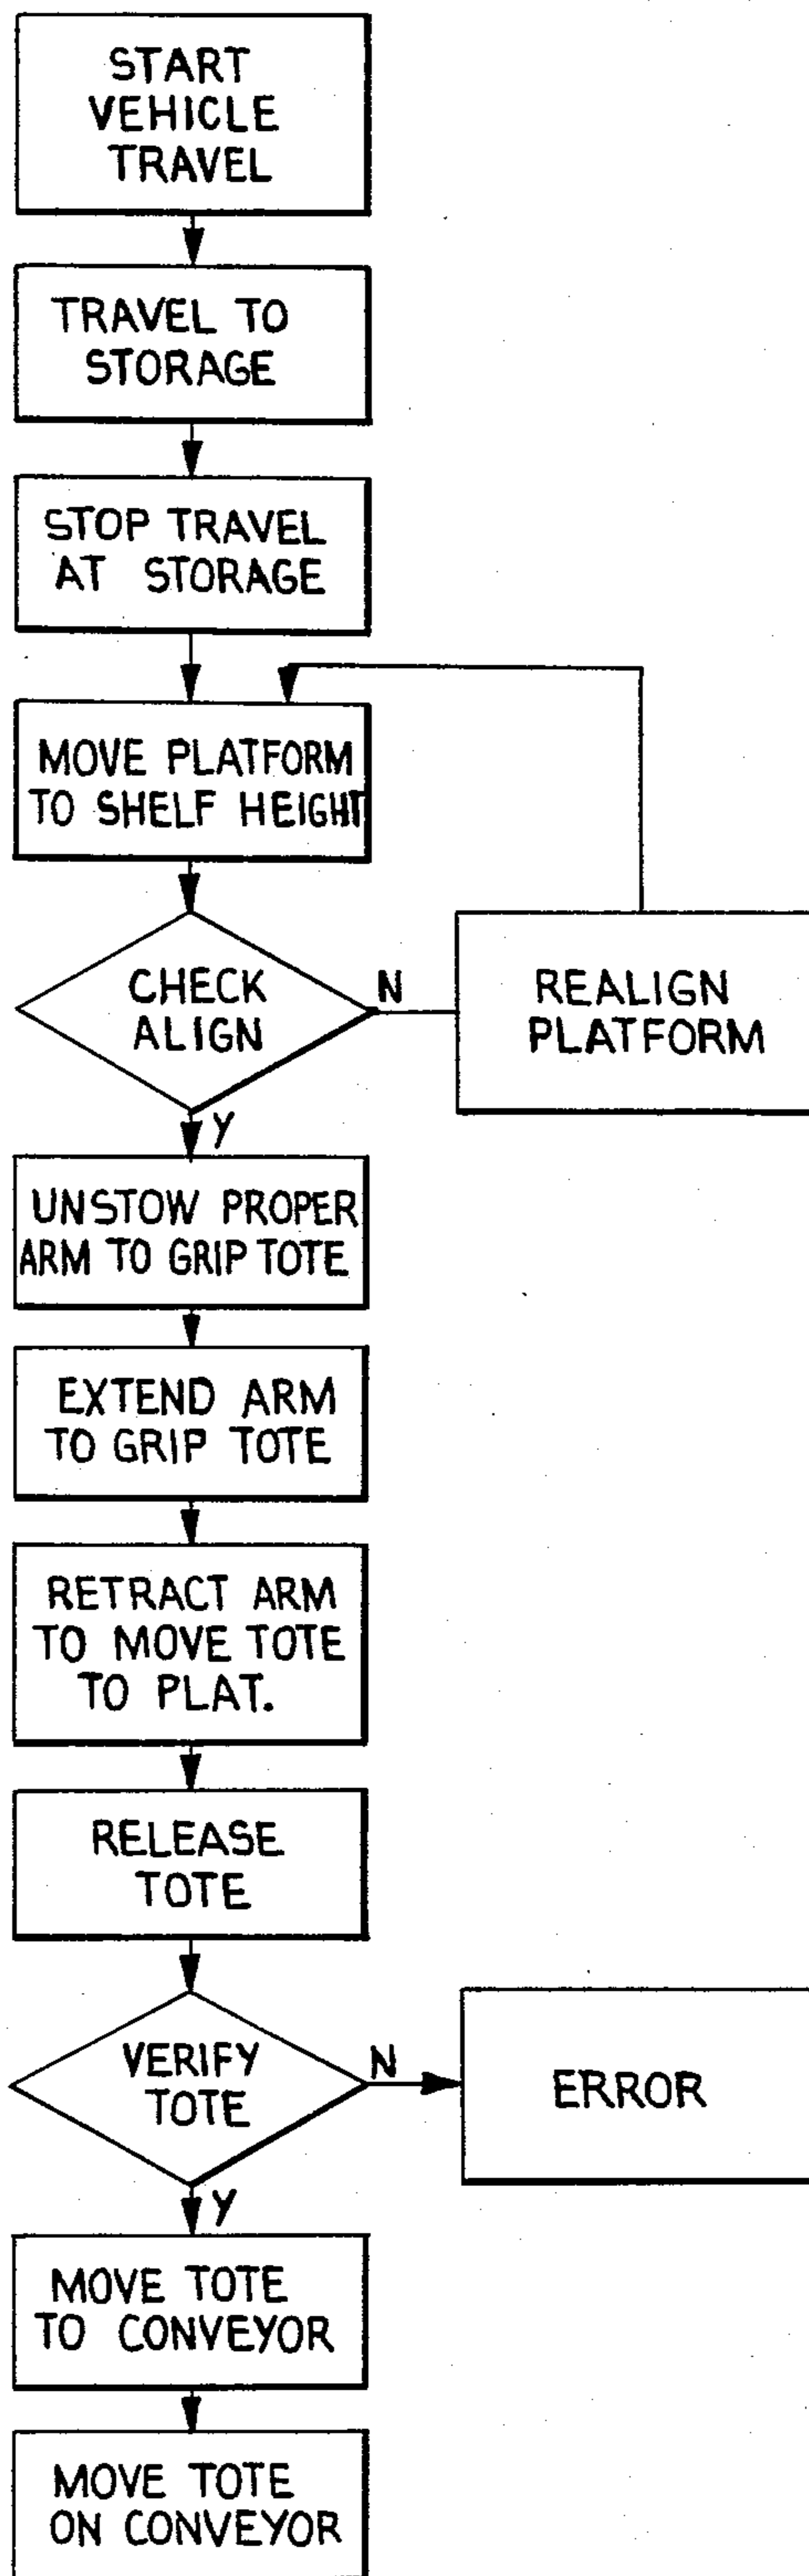 START
VEHICLE
TRAVEL
TRAVEL TO
STORAGE
STOP TRAVEL
AT STORAGE
MOVE PLATFORM
TO SHELF HEIGHT
CHECK
ALIGN
N
REALIGN
PLATFORM
Y
UNSTOW PROPER
ARM TO GRIP TOTE
EXTEND ARM
TO GRIP TOTE
RETRACT ARM
TO MOVE TOTE
TO PLAT.
RELEASE
TOTE
VERIFY
TOTE
N
ERROR
Y
MOVE TOTE
TO CONVEYOR
MOVE TOTE
ON CONVEYOR